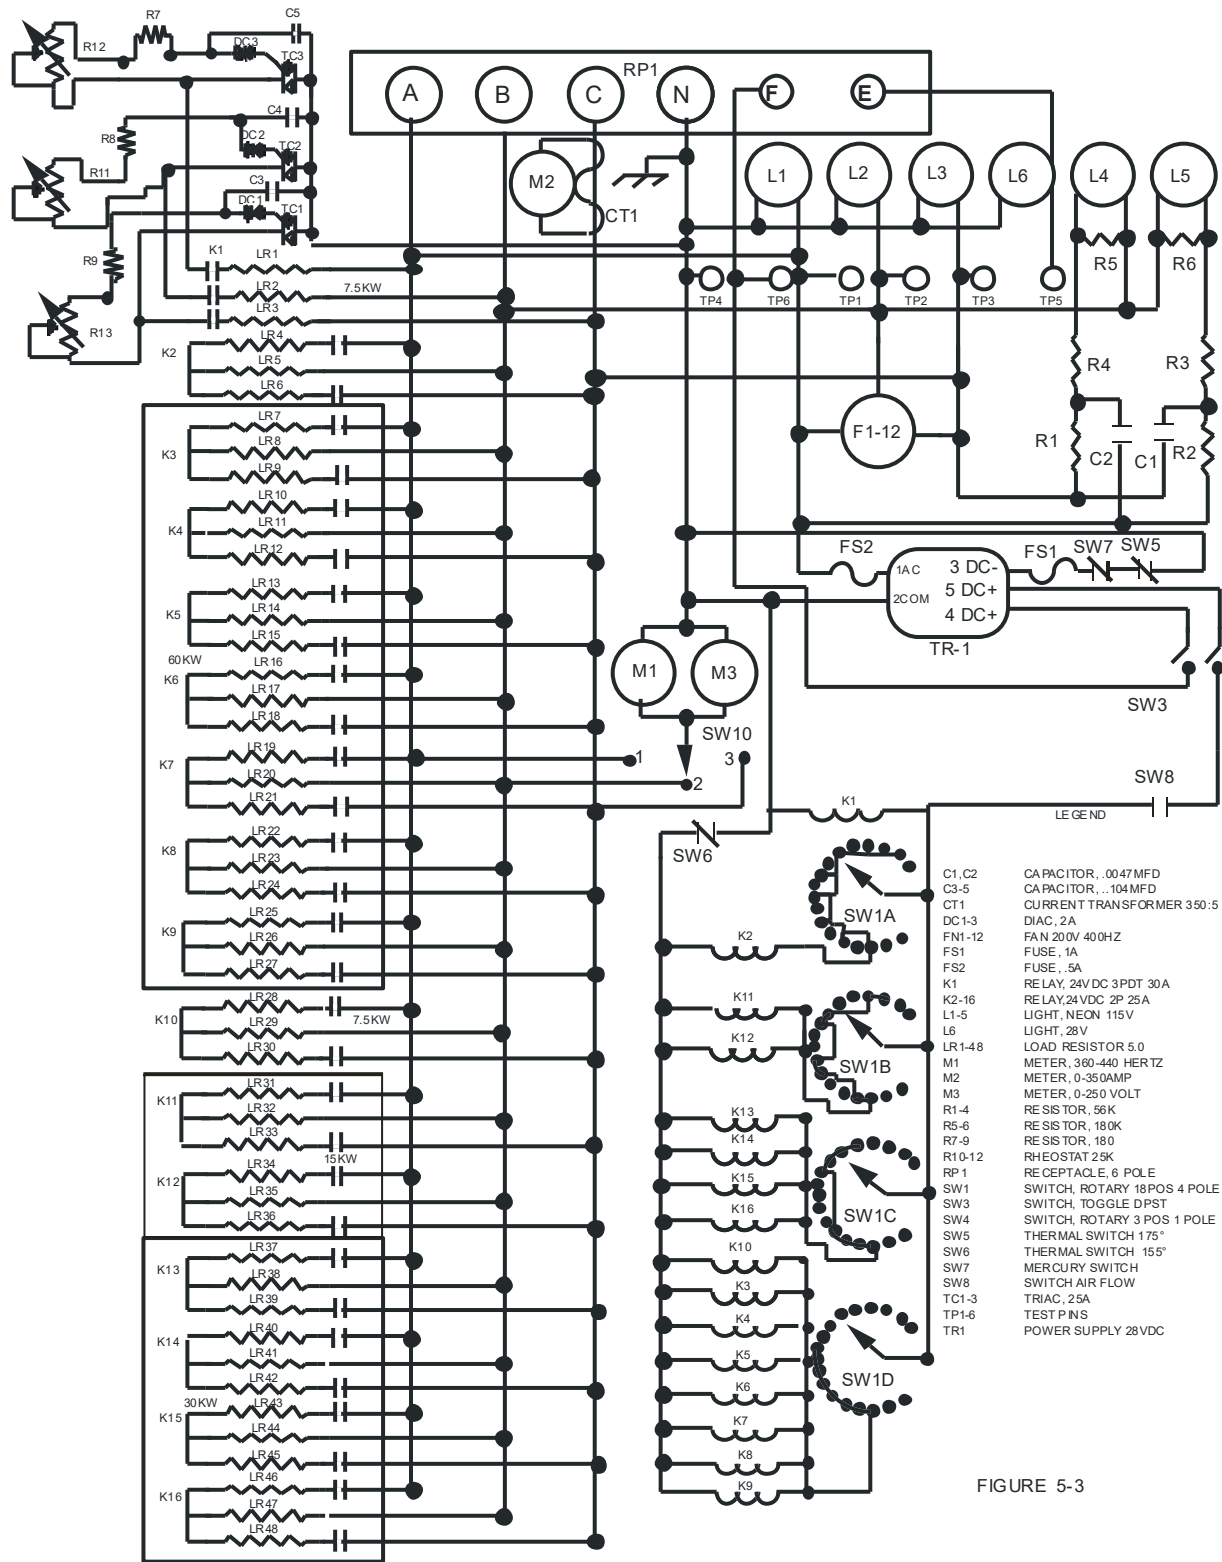 C5
R7
R12
DC3
TC3
RP1
A
B
C
N
F
E
C4
R8
DC2
TC2
R11
C3
DC1
TC1
M2
CT1
L1
L2
L3
L6
L4
L5
R9
K1
LR1
R5
R6
LR2
7.5KW
TP4
TP6
TP1
TP2
TP3
TP5
LR3
R13
LR4
K2
LR5
LR6
R4
R3
LR7
K3
LR8
LR9
F1-12
R1
C2
C1
R2
LR10
K4
LR11
LR12
FS2
1AC
3 DC-
FS1
SW7
SW5
LR13
K5
LR14
LR15
2COM
5 DC+
4 DC+
TR-1
60KW
LR16
K6
LR17
LR18
M1
M3
SW3
SW10
LR19
K7
LR20
LR21
1
2
3
SW8
K1
LEGEND
LR22
K8
LR23
LR24
SW6
SW1A
LR25
K9
LR26
LR27
K2
LR28
K10
7.5KW
LR29
LR30
K11
K12
SW1B
LR31
K11
LR32
LR33
15KW
LR34
K12
LR35
LR36
K13
K14
K15
K16
SW1C
LR37
K13
LR38
LR39
K10
K3
LR40
K14
LR41
LR42
K4
K5
K6
SW1D
30KW
LR43
K15
LR44
LR45
K7
K8
K9
LR46
K16
LR47
LR48
C1,C2 CAPACITOR, .0047MFD
C3-5 CAPACITOR, ..104MFD
CT1 CURRENT TRANSFORMER 350:5
DC1-3 DIAC, 2A
FN1-12 FAN 200V 400HZ
FS1 FUSE, 1A
FS2 FUSE, .5A
K1 RELAY, 24VDC 3PDT 30A
K2-16 RELAY,24VDC 2P 25A
L1-5 LIGHT, NEON 115V
L6 LIGHT, 28V
LR1-48 LOAD RESISTOR 5.0
M1 METER, 360-440 HERTZ
M2 METER, 0-350AMP
M3 METER, 0-250 VOLT
R1-4 RESISTOR, 56K
R5-6 RESISTOR, 180K
R7-9 RESISTOR, 180
R10-12 RHEOSTAT 25K
RP1 RECEPTACLE, 6 POLE
SW1 SWITCH, ROTARY 18POS 4 POLE
SW3 SWITCH, TOGGLE DPST
SW4 SWITCH, ROTARY 3 POS 1 POLE
SW5 THERMAL SWITCH 175°
SW6 THERMAL SWITCH 155°
SW7 MERCURY SWITCH
SW8 SWITCH AIR FLOW
TC1-3 TRIAC, 25A
TP1-6 TEST PINS
TR1 POWER SUPPLY 28VDC
FIGURE 5-3